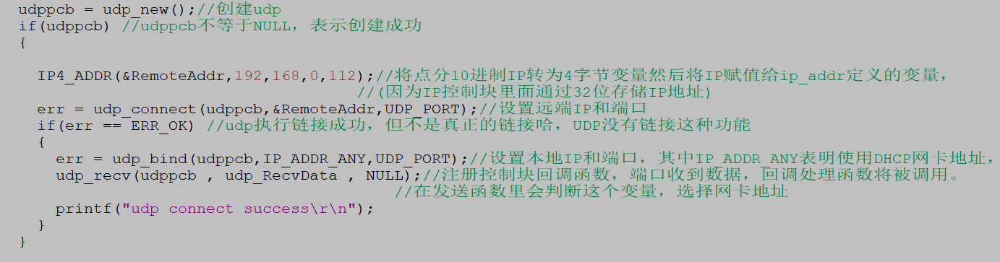 udppcb = udp_new();//创建udp
if(udppcb) //udppcb不等于NULL，表示创建成功
{
IP4_ADDR(&RemoteAddr,192,168,0,112);//将点分10进制IP转为4字节变量然后将IP赋值给ip_addr定义的变量，
//(因为IP控制块里面通过32位存储IP地址)
err = udp_connect(udppcb,&RemoteAddr,UDP_PORT);//设置远端IP和端口
if(err == ERR_OK) //udp执行链接成功，但不是真正的链接哈，UDP没有链接这种功能
{
err = udp_bind(udppcb,IP_ADDR_ANY,UDP_PORT);//设置本地IP和端口，其中IP_ADDR_ANY表明使用DHCP网卡地址，
udp_recv(udppcb , udp_RecvData , NULL);//注册控制块回调函数，端口收到数据，回调处理函数将被调用。
//在发送函数里会判断这个变量，选择网卡地址
printf("udp connect success\r\n");
}
}